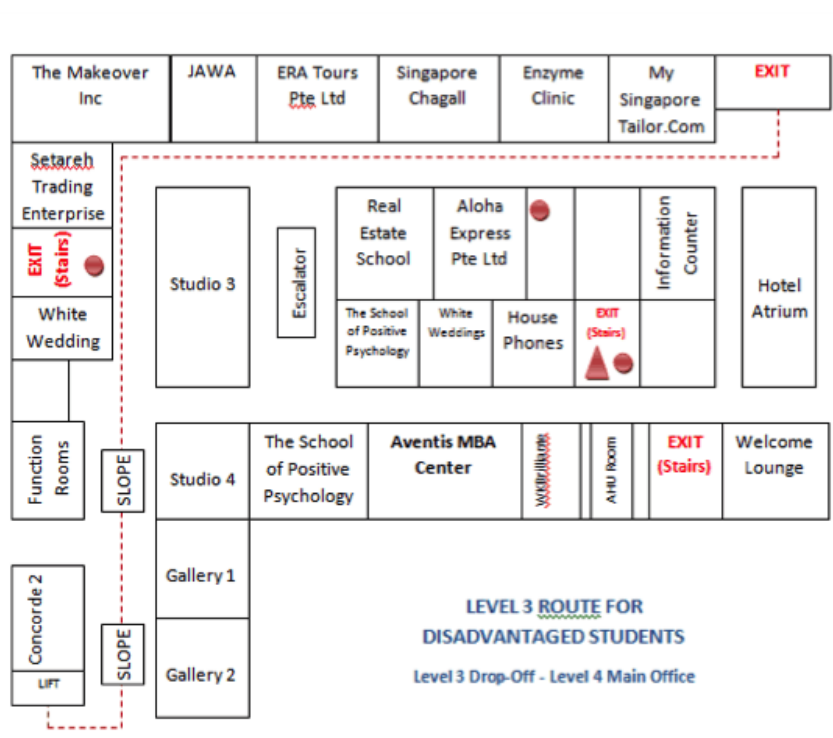 The Makeover
Inc
JAWA
ERA Tours
Pte Ltd
Singapore
Chagall
Enzyme
Clinic
My
Singapore
Tailor.Com
EXIT
Setareh
Trading
Enterprise
EXIT
(Stairs)
White
Wedding
Function
Rooms
Studio 3
Escalator
Real
Estate
School
Aloha
Express
Pte Ltd
Information
Counter
The School
of Positive
Psychology
White
Weddings
House
Phones
EXIT
(Stairs)
Hotel
Atrium
SLOPE
Studio 4
The School
of Positive
Psychology
Aventis MBA
Center
AHU Room
EXIT
(Stairs)
Welcome
Lounge
Concorde 2
LIFT
SLOPE
Gallery 1
Gallery 2
LEVEL 3 ROUTE FOR
DISADVANTAGED STUDENTS
Level 3 Drop-Off - Level 4 Main Office